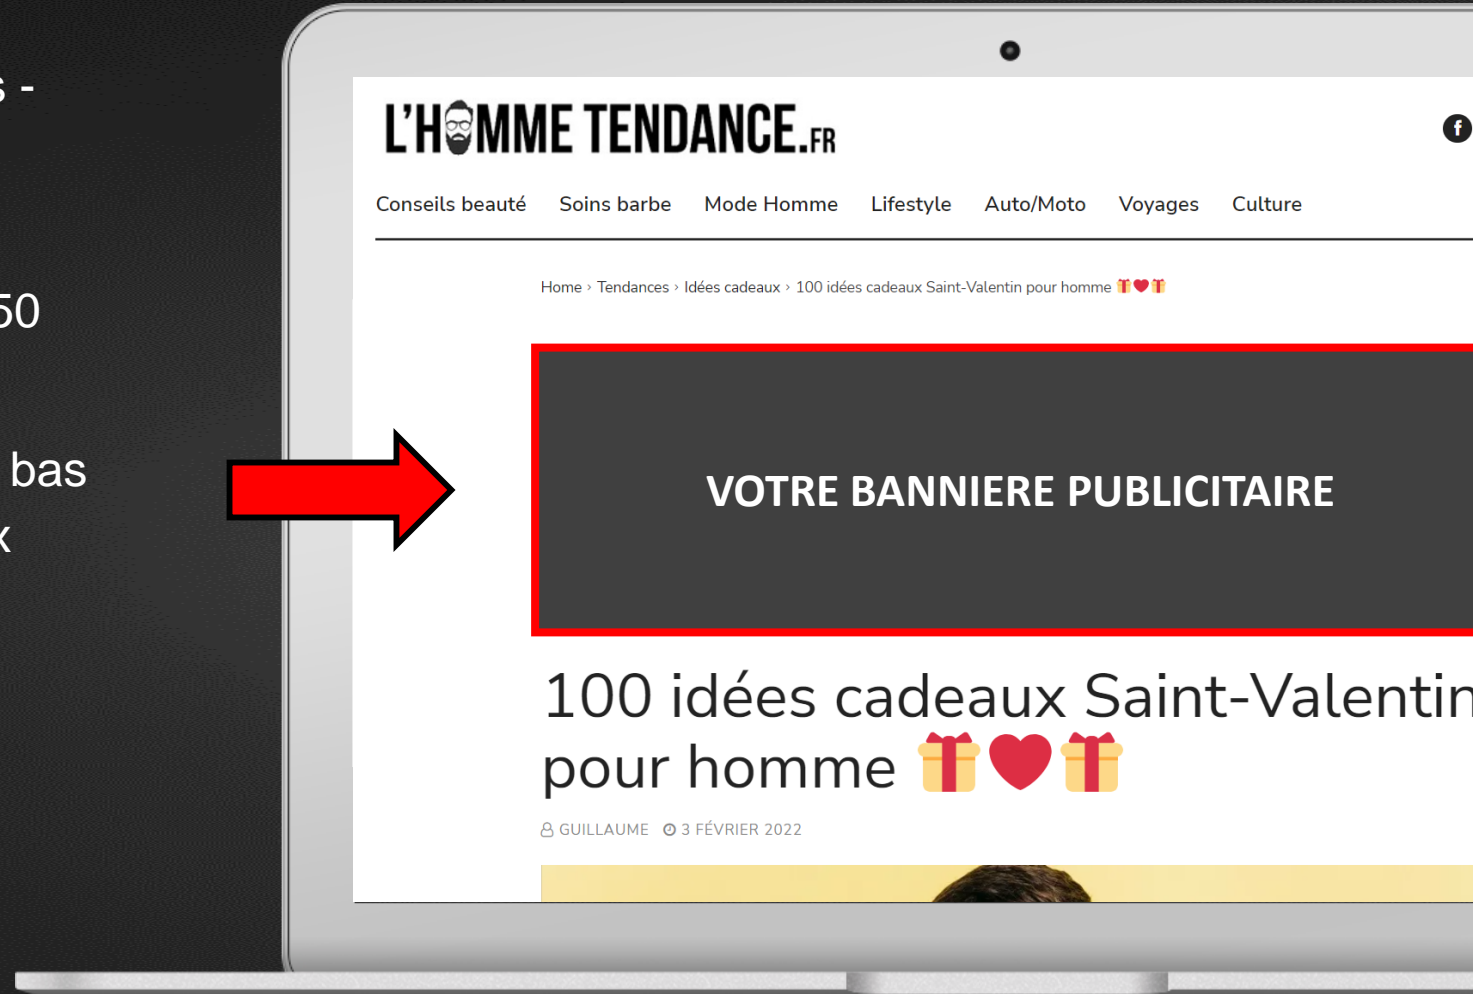 s -
50
bas
x
L'HOMME TENDANCE.FR
Conseils beauté Soins barbe Mode Homme Lifestyle Auto/Moto Voyages Culture
Home › Tendances › Idées cadeaux › 100 idées cadeaux Saint-Valentin pour homme 🎁❤️🎁
VOTRE BANNIERE PUBLICITAIRE
100 idées cadeaux Saint-Valentin
pour homme 🎁❤️🎁
GUILLAUME 3 FÉVRIER 2022